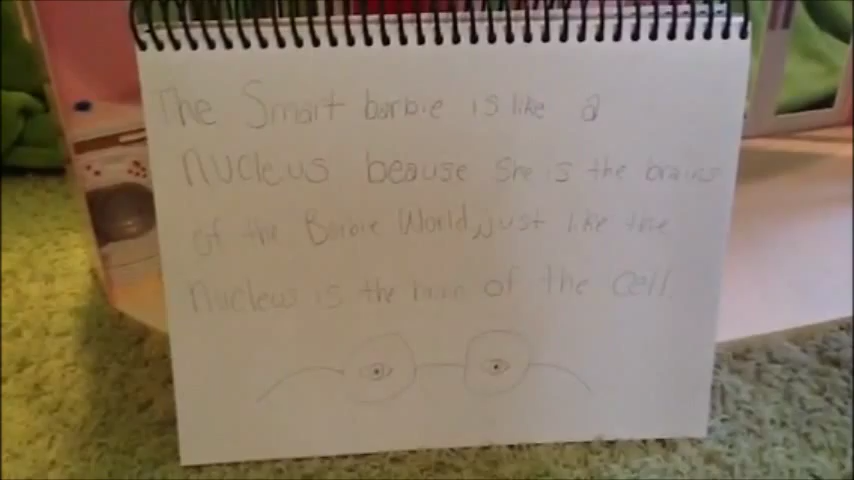 The Smart barbie is like a
nucleus beause she is the brains
of the Barbie World, just like the
nucleus is the brain of the cell.